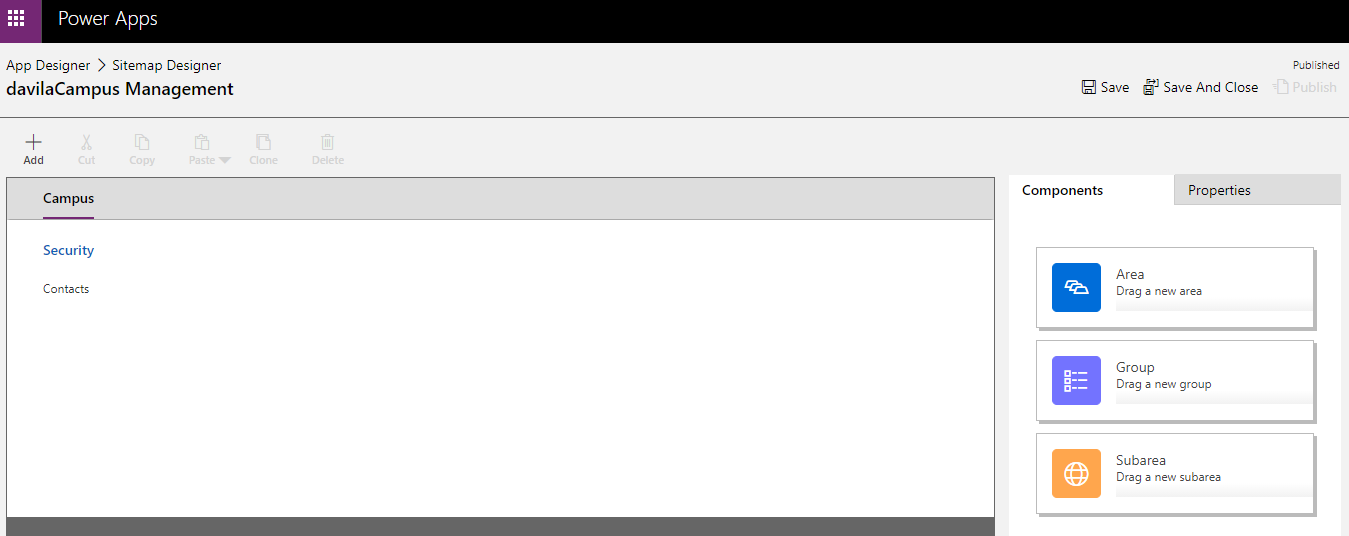 Power Apps
App Designer > Sitemap Designer
Published
davilaCampus Management
Save
Save And Close
Publish
Add
Cut
Copy
Paste
Clone
Delete
Campus
Components
Properties
Security
Contacts
Area
Drag a new area
Group
Drag a new group
Subarea
Drag a new subarea